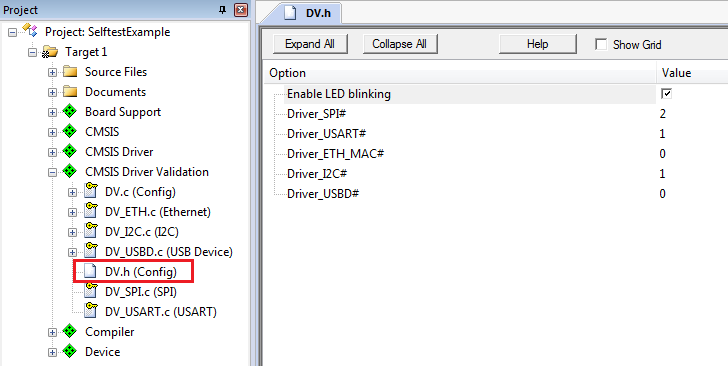 Project
Project: SelftestExample
Target 1
Source Files
Documents
Board Support
CMSIS
CMSIS Driver
CMSIS Driver Validation
DV.c (Config)
DV_ETH.c (Ethernet)
DV_I2C.c (I2C)
DV_USBD.c (USB Device)
DV.h (Config)
DV_SPI.c (SPI)
DV_USART.c (USART)
Compiler
Device
DV.h
Expand All Collapse All Help Show Grid
Option Value
Enable LED blinking
Driver_SPI# 2
Driver_USART# 1
Driver_ETH_MAC# 0
Driver_I2C# 1
Driver_USBD# 0